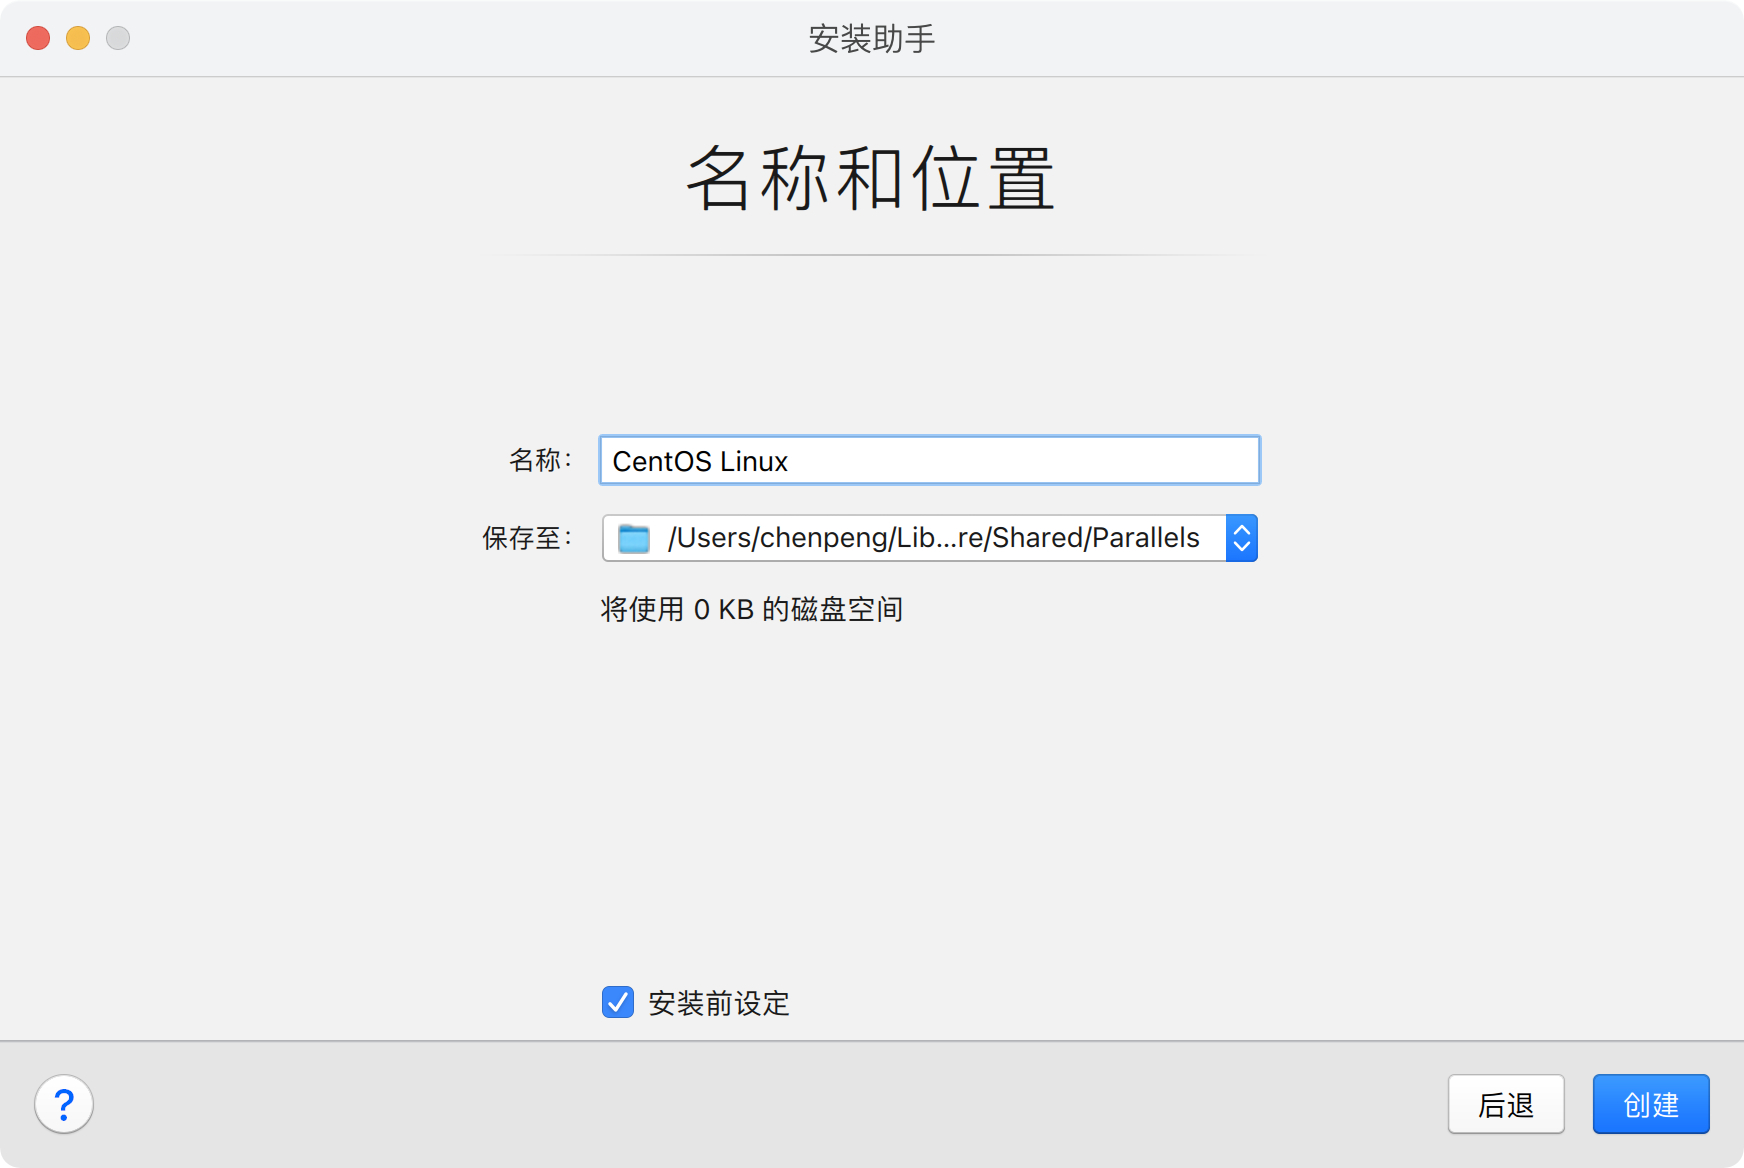 安装助手
名称和位置
名称：
CentOS Linux
保存至：
/Users/chenpeng/Lib...re/Shared/Parallels
将使用 0 KB 的磁盘空间
安装前设定
?
后退
创建